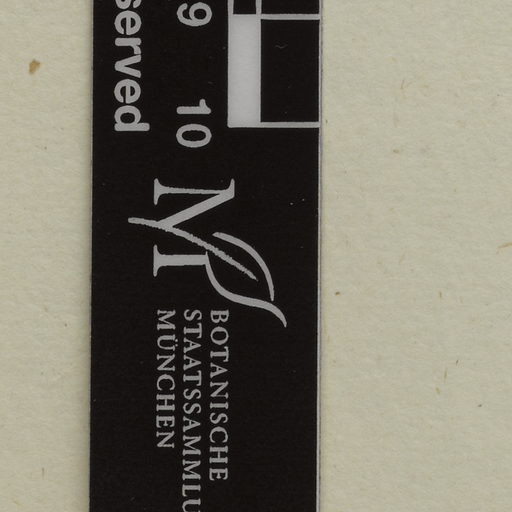 served
9 10
M
BOTANISCHE
STAATSSAMMLU
MÜNCHEN